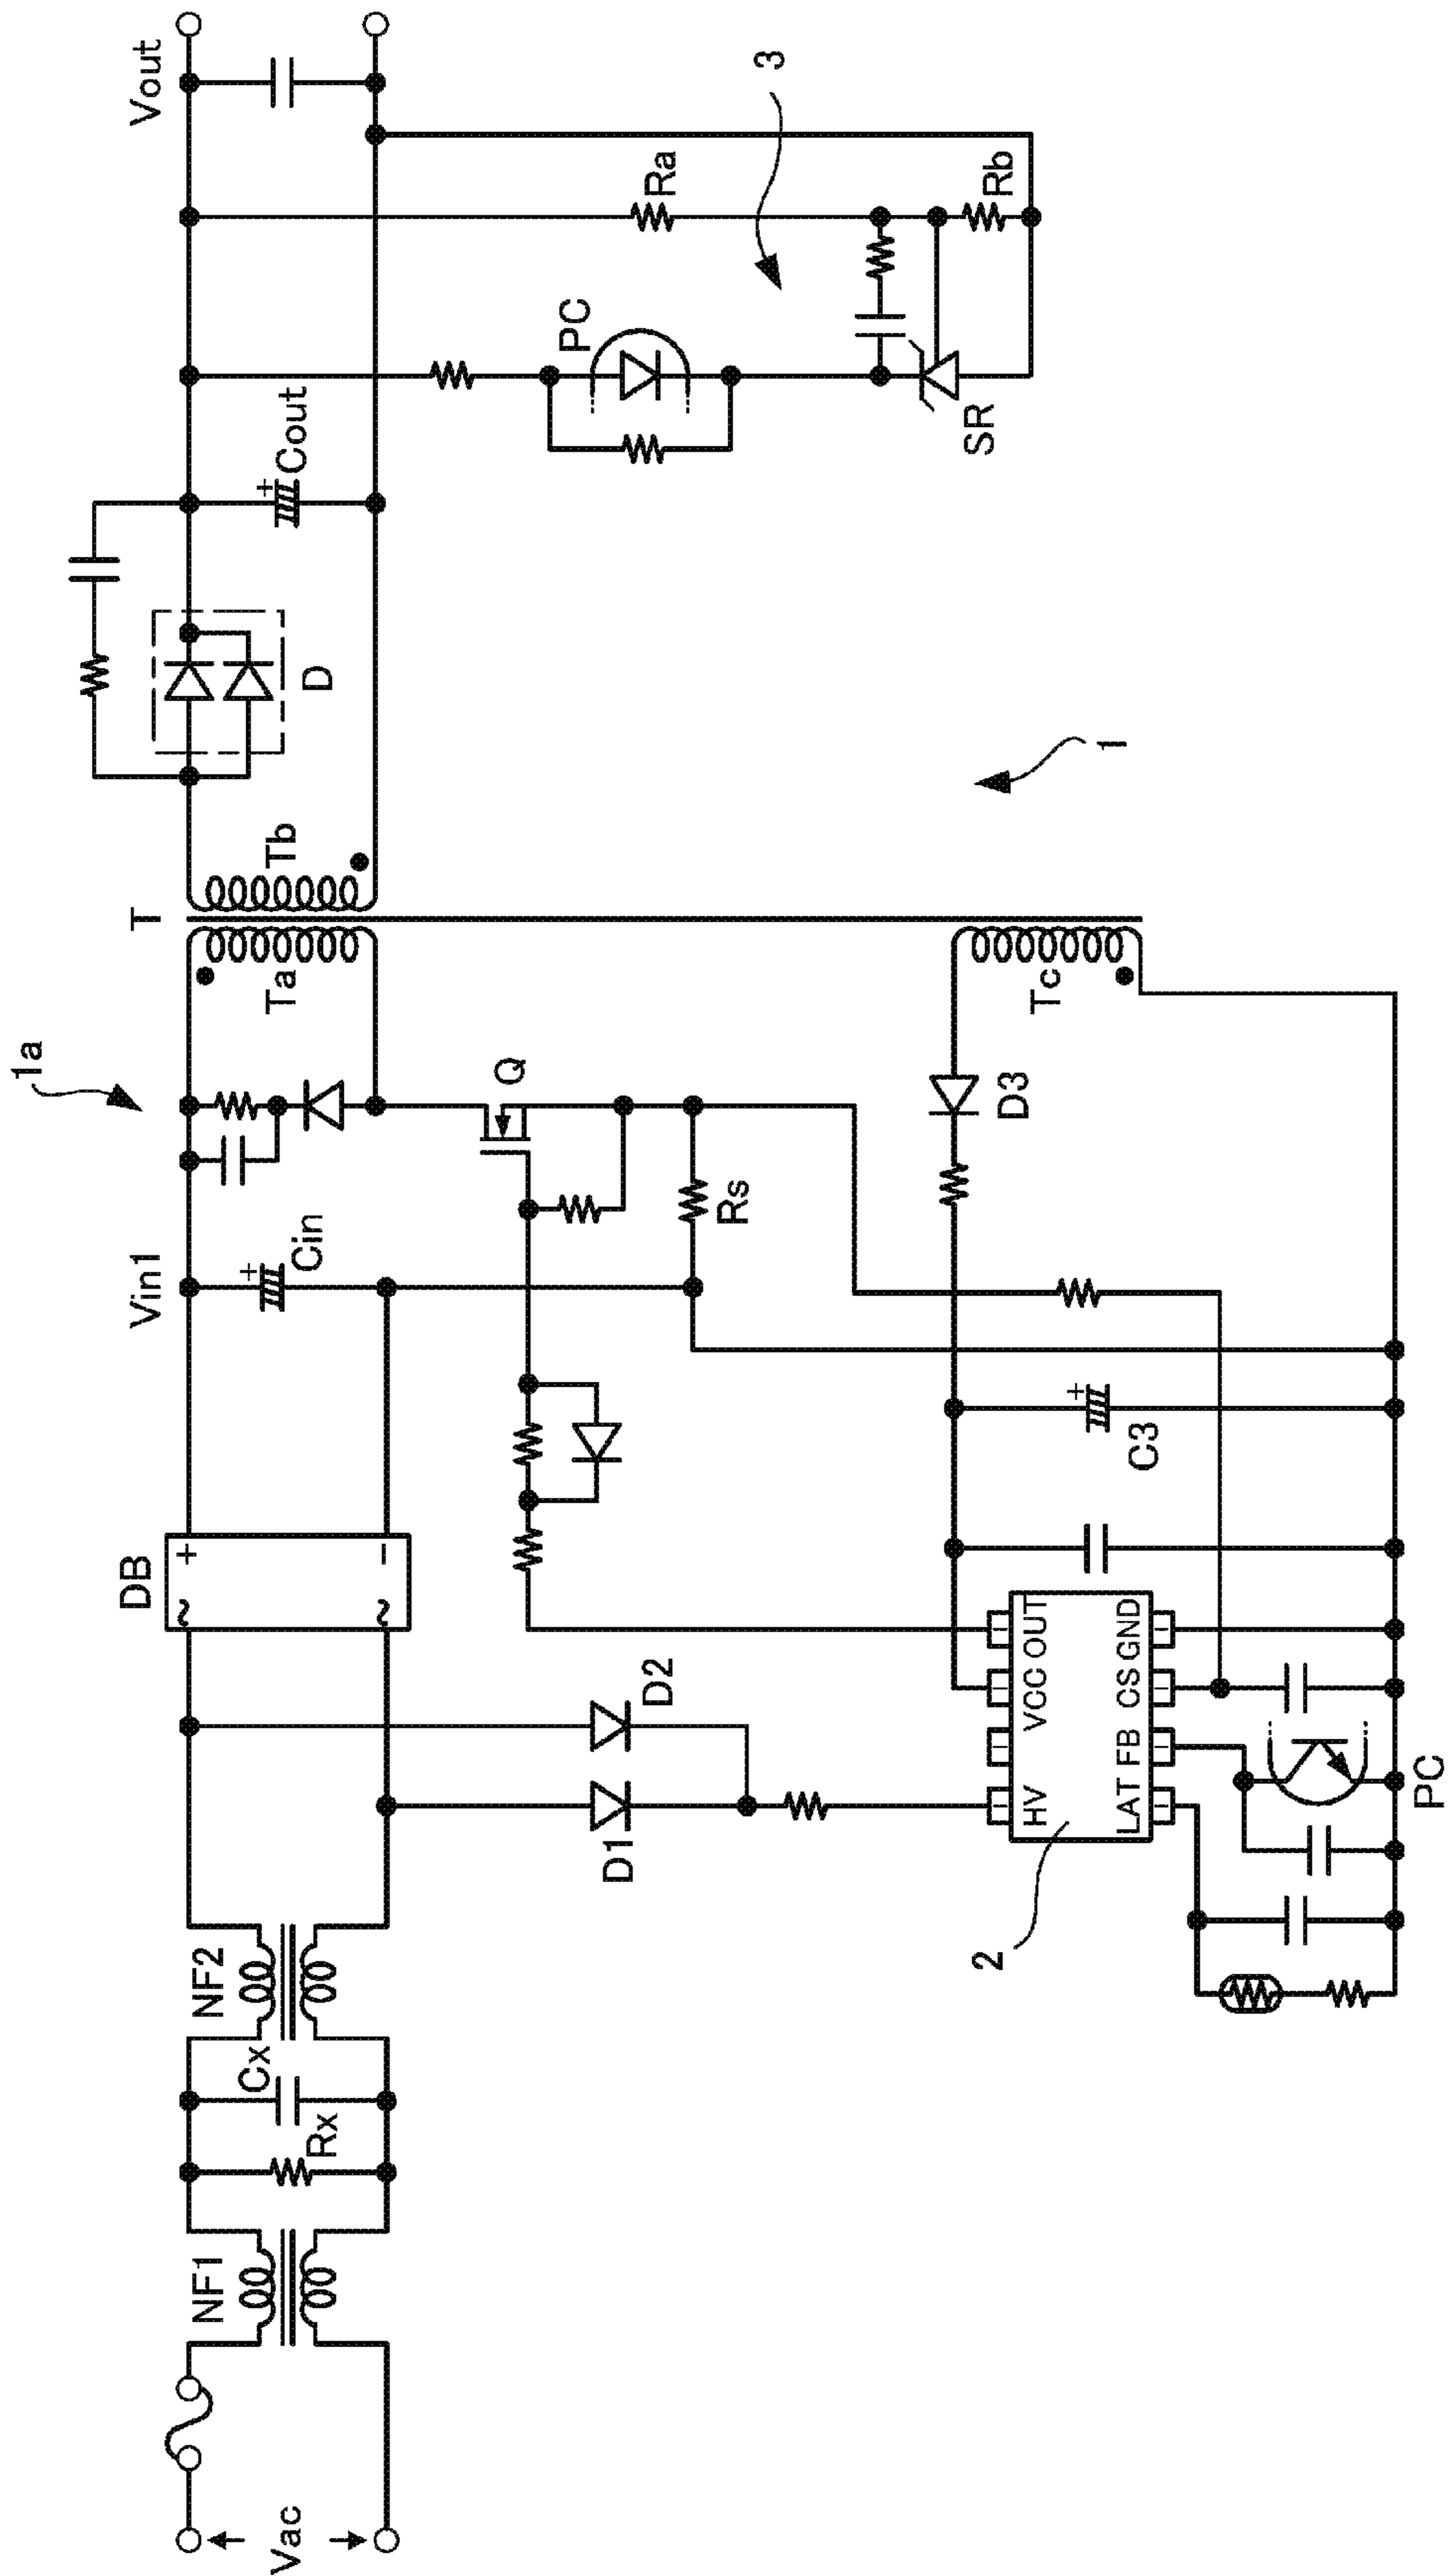 1a
Vac
NF1
Rx
Cx
NF2
DB
~
+
~
−
Vin1
+
Cin
T
Ta
Tb
D
+
Cout
Vout
Q
Rs
D1
D2
PC
Ra
3
SR
Rb
1
D3
Tc
+
C3
2
HV
VCC
OUT
LAT
FB
CS
GND
PC